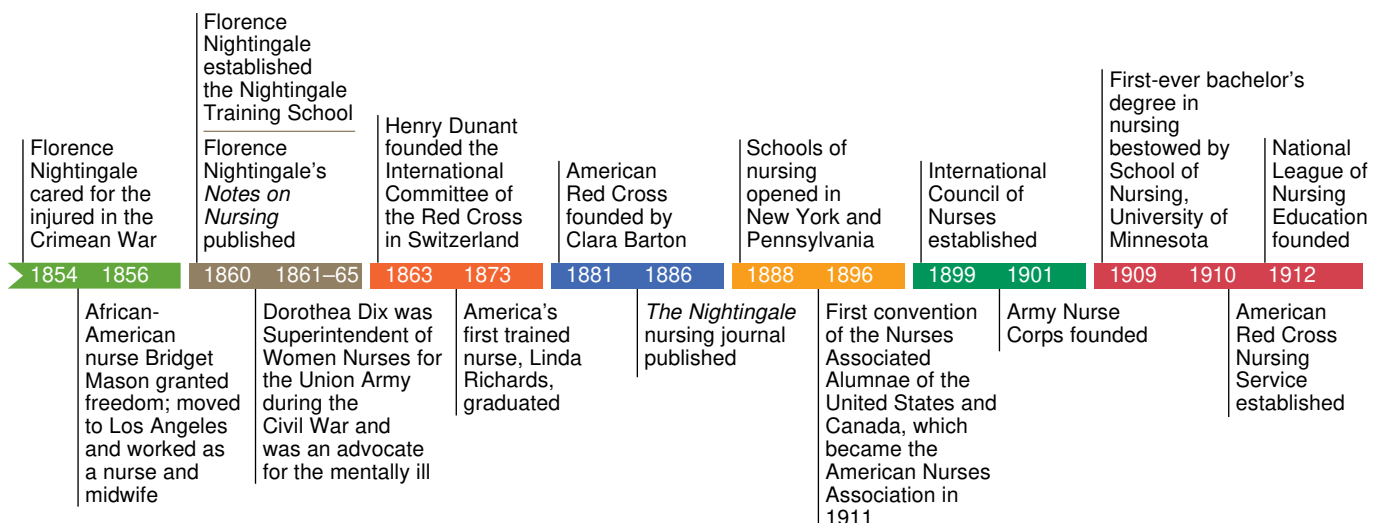 Florence
Nightingale
cared for the
injured in the
Crimean War
Florence
Nightingale
established
the Nightingale
Training School
Florence
Nightingale's
Notes on
Nursing
published
Henry Dunant
founded the
International
Committee of
the Red Cross
in Switzerland
American
Red Cross
founded by
Clara Barton
Schools of
nursing
opened in
New York and
Pennsylvania
International
Council of
Nurses
established
First-ever bachelor's
degree in
nursing
bestowed by
School of
Nursing,
University of
Minnesota
National
League of
Nursing
Education
founded
1854 1856 1860 1861–65 1863 1873 1881 1886 1888 1896 1899 1901 1909 1910 1912
African-
American
nurse Bridget
Mason granted
freedom; moved
to Los Angeles
and worked as
a nurse and
midwife
Dorothea Dix was
Superintendent of
Women Nurses for
the Union Army
during the
Civil War and
was an advocate
for the mentally ill
America's
first trained
nurse, Linda
Richards,
graduated
The Nightingale
nursing journal
published
First convention
of the Nurses
Associated
Alumnae of the
United States and
Canada, which
became the
American Nurses
Association in
1911
Army Nurse
Corps founded
American
Red Cross
Nursing
Service
established